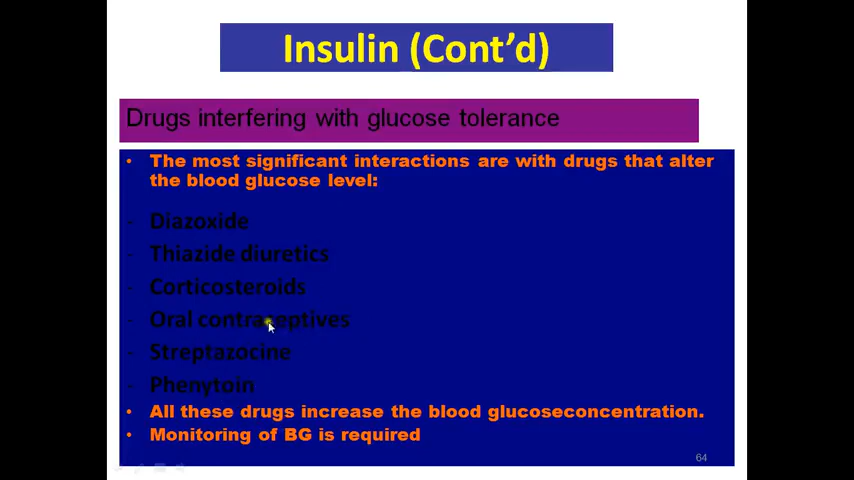 Insulin (Cont’d)
Drugs interfering with glucose tolerance
• The most significant interactions are with drugs that alter
the blood glucose level:
- Diazoxide
- Thiazide diuretics
- Corticosteroids
- Oral contraceptives
- Streptazocine
- Phenytoin
• All these drugs increase the blood glucoseconcentration.
• Monitoring of BG is required
64